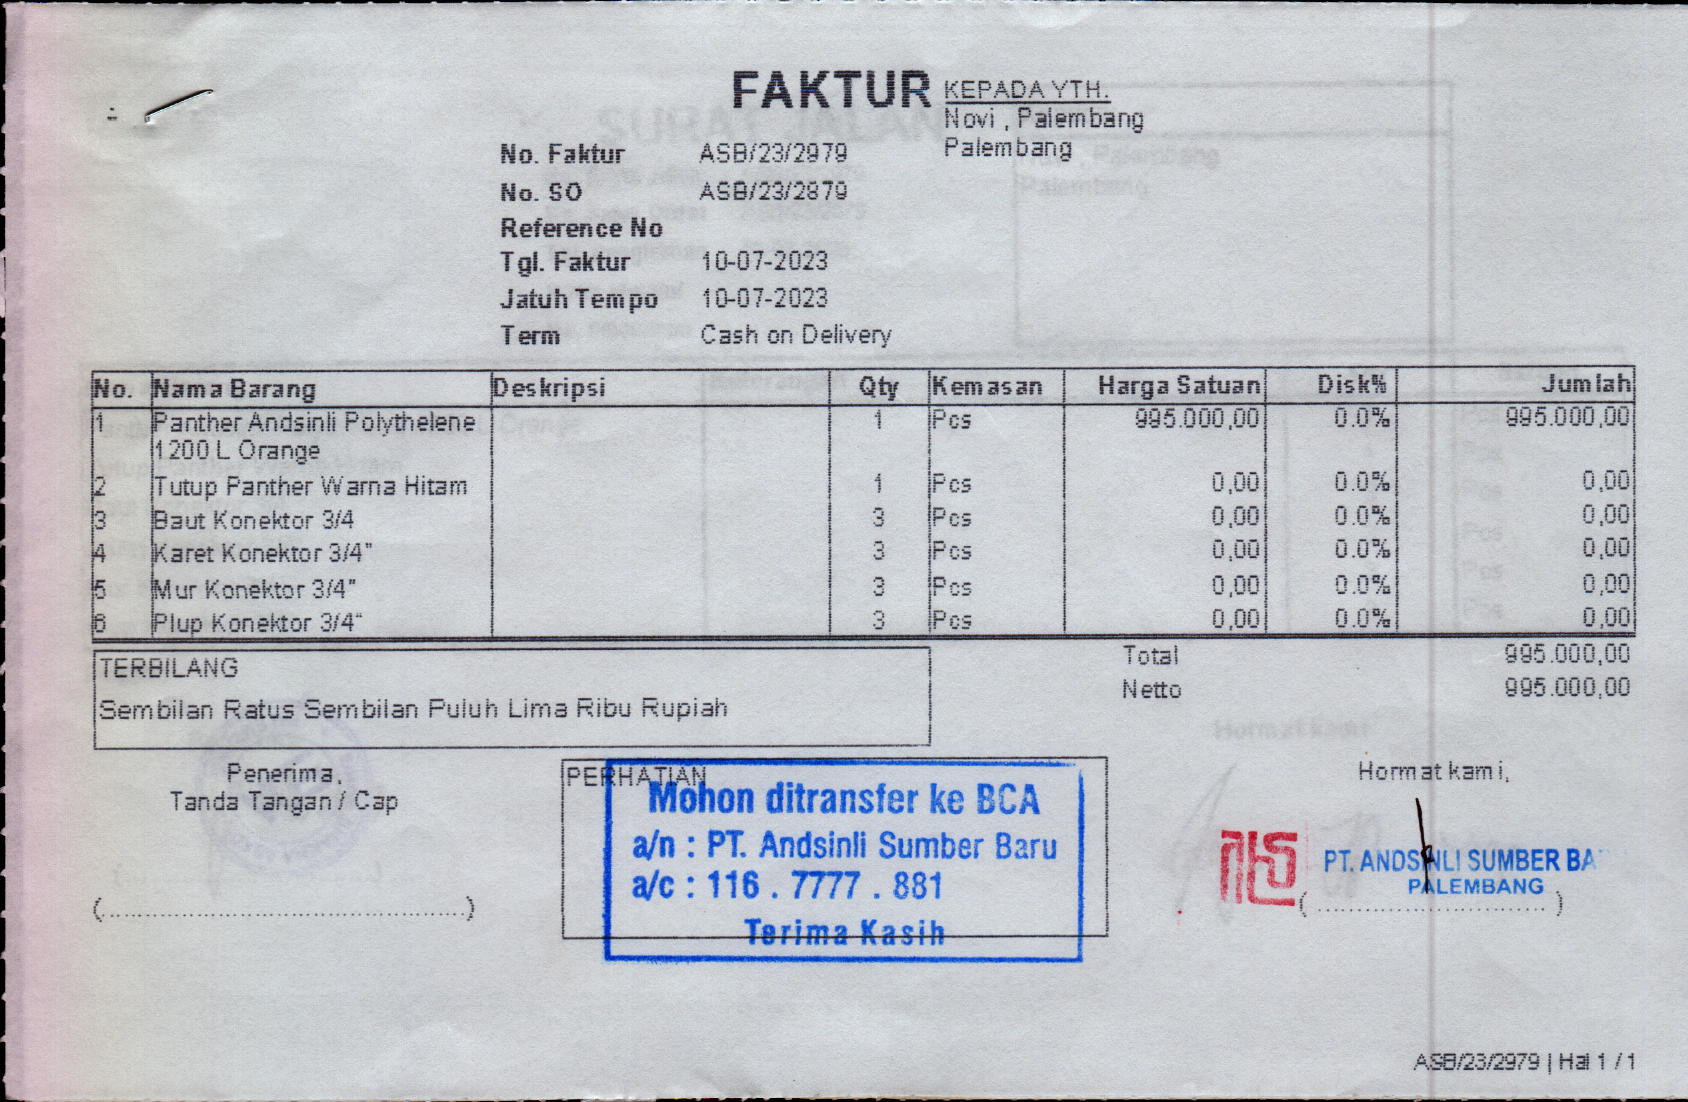 FAKTUR
KEPADA YTH.
Novi , Palembang
Palembang
No. Faktur ASB/23/2979
No. SO ASB/23/2879
Reference No
Tgl. Faktur 10-07-2023
Jatuh Tempo 10-07-2023
Term Cash on Delivery
No. Nama Barang Deskripsi Qty Kemasan Harga Satuan Disk% Jumlah
1 Panther Andsinli Polythelene 1 Pcs 995.000,00 0.0% 995.000,00
1200 L Orange
2 Tutup Panther Warna Hitam 1 Pcs 0,00 0.0% 0,00
3 Baut Konektor 3/4 3 Pcs 0,00 0.0% 0,00
4 Karet Konektor 3/4" 3 Pcs 0,00 0.0% 0,00
5 Mur Konektor 3/4" 3 Pcs 0,00 0.0% 0,00
6 Plup Konektor 3/4" 3 Pcs 0,00 0.0% 0,00
Total 995.000,00
Netto 995.000,00
TERBILANG
Sembilan Ratus Sembilan Puluh Lima Ribu Rupiah
Penerima,
Tanda Tangan / Cap
(..............................................)
PERHATIAN
Mohon ditransfer ke BCA
a/n : PT. Andsinli Sumber Baru
a/c : 116 . 7777 . 881
Terima Kasih
Hormat kami,
PT. ANDSINLI SUMBER BA
PALEMBANG
(..............................)
ASB/23/2979 | Hal 1 / 1